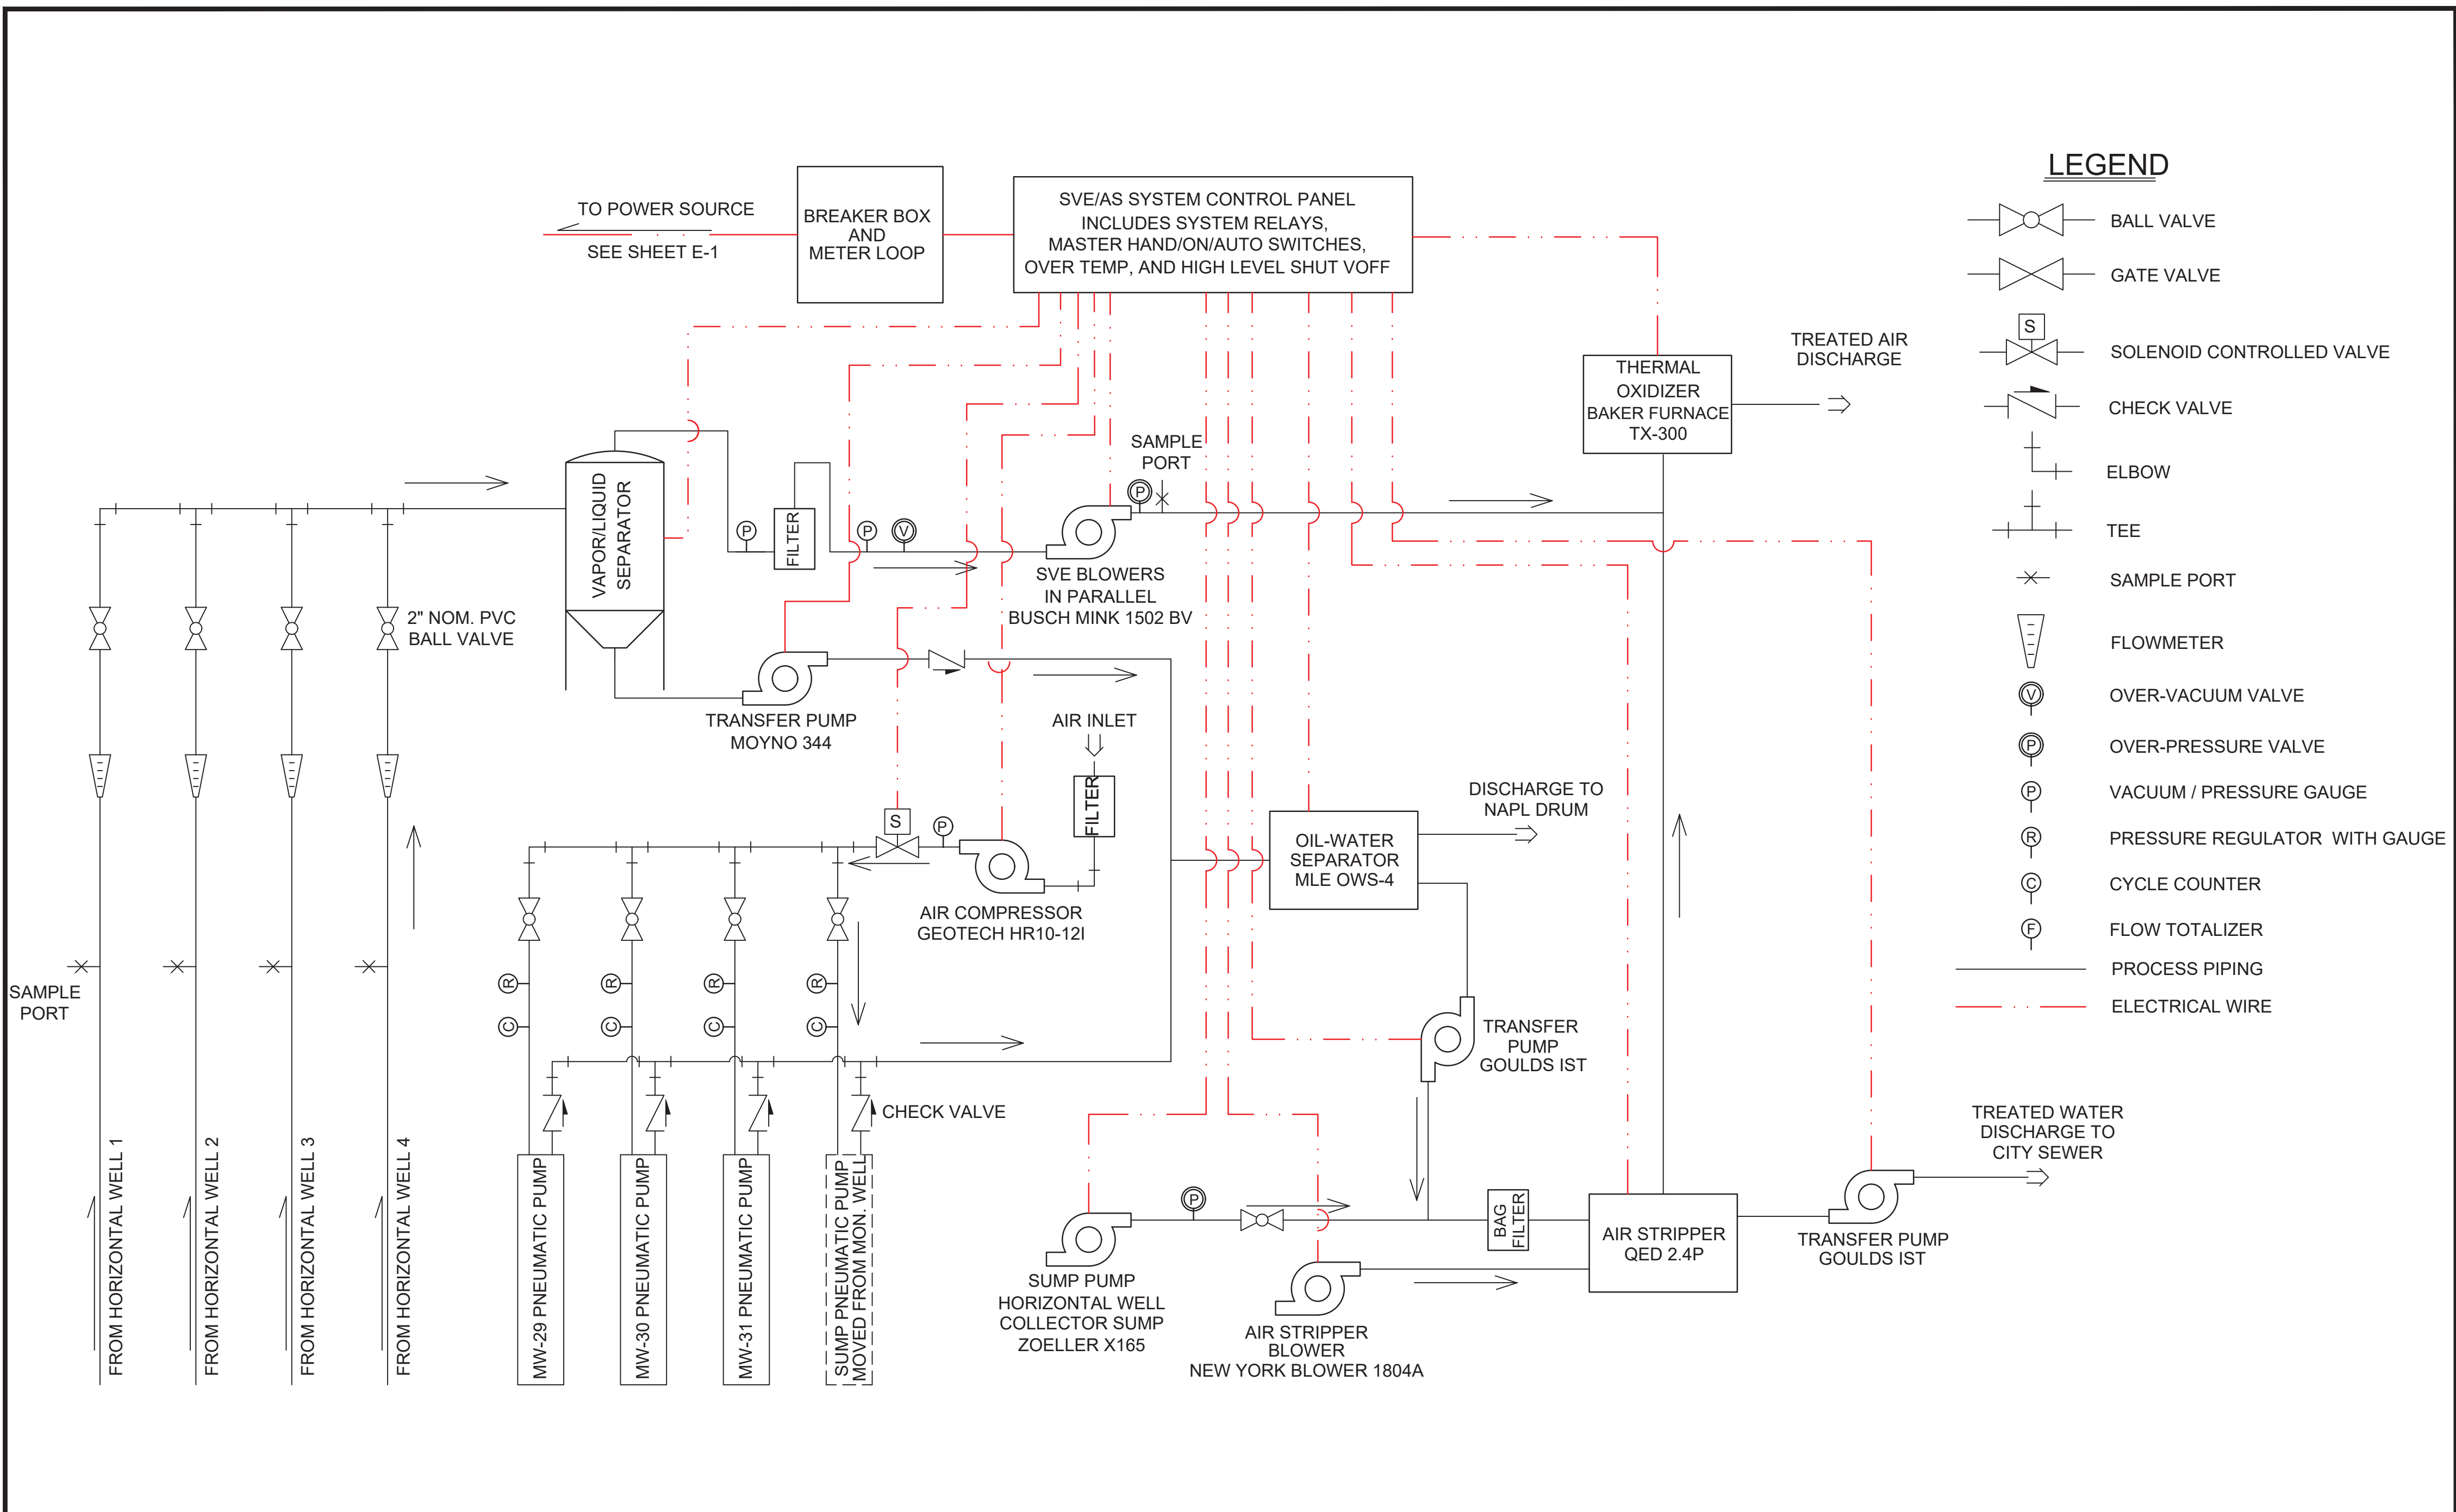 LEGEND
TO POWER SOURCE
SEE SHEET E-1
BREAKER BOX
AND
METER LOOP
SVE/AS SYSTEM CONTROL PANEL
INCLUDES SYSTEM RELAYS,
MASTER HAND/ON/AUTO SWITCHES,
OVER TEMP, AND HIGH LEVEL SHUT VOFF
THERMAL
OXIDIZER
BAKER FURNACE
TX-300
TREATED AIR
DISCHARGE
SAMPLE
PORT
VAPOR/LIQUID
SEPARATOR
P
FILTER
P
V
P
SVE BLOWERS
IN PARALLEL
BUSCH MINK 1502 BV
2" NOM. PVC
BALL VALVE
TRANSFER PUMP
MOYNO 344
AIR INLET
FILTER
S
P
AIR COMPRESSOR
GEOTECH HR10-12I
OIL-WATER
SEPARATOR
MLE OWS-4
DISCHARGE TO
NAPL DRUM
SAMPLE
PORT
R
R
R
R
C
C
C
C
TRANSFER
PUMP
GOULDS IST
CHECK VALVE
FROM HORIZONTAL WELL 1
FROM HORIZONTAL WELL 2
FROM HORIZONTAL WELL 3
FROM HORIZONTAL WELL 4
MW-29 PNEUMATIC PUMP
MW-30 PNEUMATIC PUMP
MW-31 PNEUMATIC PUMP
SUMP PNEUMATIC PUMP
MOVED FROM MON. WELL
P
SUMP PUMP
HORIZONTAL WELL
COLLECTOR SUMP
ZOELLER X165
AIR STRIPPER
BLOWER
NEW YORK BLOWER 1804A
BAG
FILTER
AIR STRIPPER
QED 2.4P
TRANSFER PUMP
GOULDS IST
TREATED WATER
DISCHARGE TO
CITY SEWER
BALL VALVE
GATE VALVE
S
SOLENOID CONTROLLED VALVE
CHECK VALVE
ELBOW
TEE
SAMPLE PORT
FLOWMETER
V OVER-VACUUM VALVE
P OVER-PRESSURE VALVE
P VACUUM / PRESSURE GAUGE
R PRESSURE REGULATOR WITH GAUGE
C CYCLE COUNTER
F FLOW TOTALIZER
PROCESS PIPING
ELECTRICAL WIRE